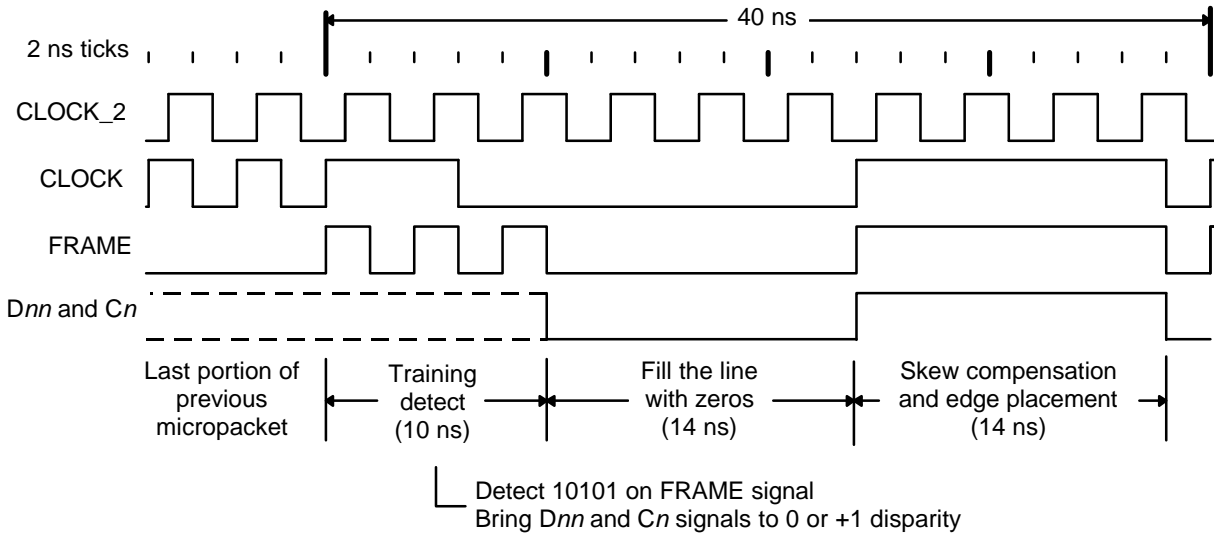 40 ns
2 ns ticks
CLOCK_2
CLOCK
FRAME
Dnn and Cn
Last portion of
previous
micropacket
Training
detect
(10 ns)
Fill the line
with zeros
(14 ns)
Skew compensation
and edge placement
(14 ns)
Detect 10101 on FRAME signal
Bring Dnn and Cn signals to 0 or +1 disparity